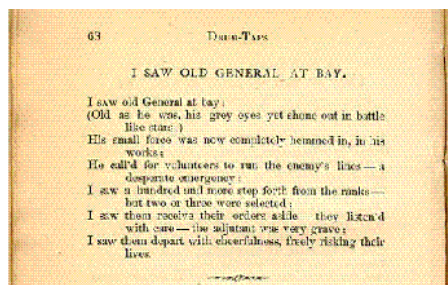 63 DRUM-TAPS
I SAW OLD GENERAL AT BAY.
I SAW old General at bay;
(Old as he was, his grey eyes yet shone out in battle
like stars;)
His small force was now completely hemmed in, in his
works;
He call'd for volunteers to run the enemy's lines—a
desperate emergency;
I saw a hundred and more step forth from the ranks—
but two or three were selected;
I saw them receive their orders aside—they listen'd
with care—the adjutant was very grave;
I saw them depart with cheerfulness, freely risking their
lives.